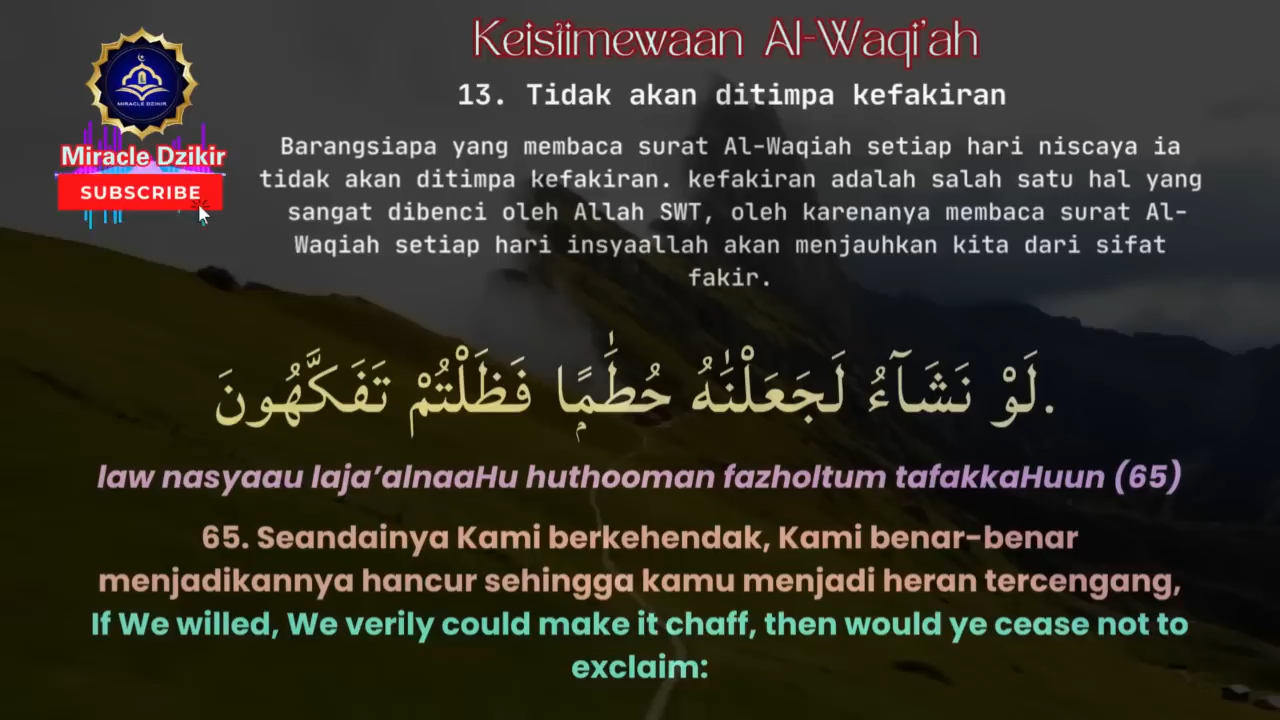 Keistimewaan Al-Waqi'ah
13. Tidak akan ditimpa kefakiran
MIRACLE DZIKIR
Miracle Dzikir
SUBSCRIBE
Barangsiapa yang membaca surat Al-Waqiah setiap hari niscaya ia
tidak akan ditimpa kefakiran. kefakiran adalah salah satu hal yang
sangat dibenci oleh Allah SWT, oleh karenanya membaca surat Al-
Waqiah setiap hari insyaallah akan menjauhkan kita dari sifat
fakir.
لَوْ نَشَآءُ لَجَعَلْنٰهُ حُطٰمًۭا فَظَلْتُمْ تَفَكَّهُونَ.
law nasyaau laja’alnaaHu huthooman fazholtum tafakkaHuun (65)
65. Seandainya Kami berkehendak, Kami benar-benar
menjadikannya hancur sehingga kamu menjadi heran tercengang,
If We willed, We verily could make it chaff, then would ye cease not to
exclaim: